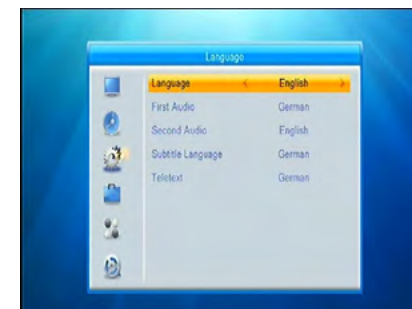 Language
Language < English >
First Audio German
Second Audio English
Subtitle Language German
Teletext German